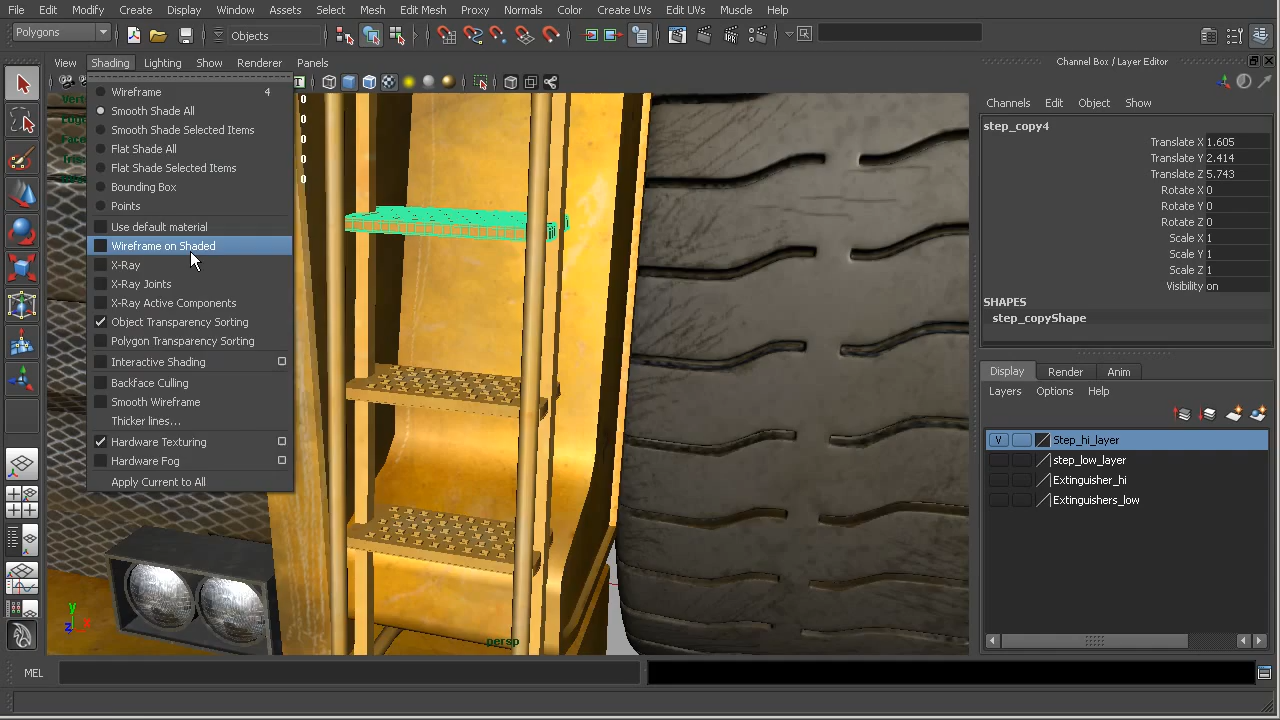 File Edit Modify Create Display Window Assets Select Mesh Edit Mesh Proxy Normals Color Create UVs Edit UVs Muscle Help
Polygons
Objects
View Shading Lighting Show Renderer Panels
Wireframe 4
Smooth Shade All
Smooth Shade Selected Items
Flat Shade All
Flat Shade Selected Items
Bounding Box
Points
Use default material
Wireframe on Shaded
X-Ray
X-Ray Joints
X-Ray Active Components
Object Transparency Sorting
Polygon Transparency Sorting
Interactive Shading
Backface Culling
Smooth Wireframe
Thicker lines...
Hardware Texturing
Hardware Fog
Apply Current to All
0
0
0
0
0
y
z x
persp
Channel Box / Layer Editor
Channels Edit Object Show
step_copy4
Translate X 1.605
Translate Y 2.414
Translate Z 5.743
Rotate X 0
Rotate Y 0
Rotate Z 0
Scale X 1
Scale Y 1
Scale Z 1
Visibility on
SHAPES
step_copyShape
Display Render Anim
Layers Options Help
V Step_hi_layer
step_low_layer
Extinguisher_hi
Extinguishers_low
MEL